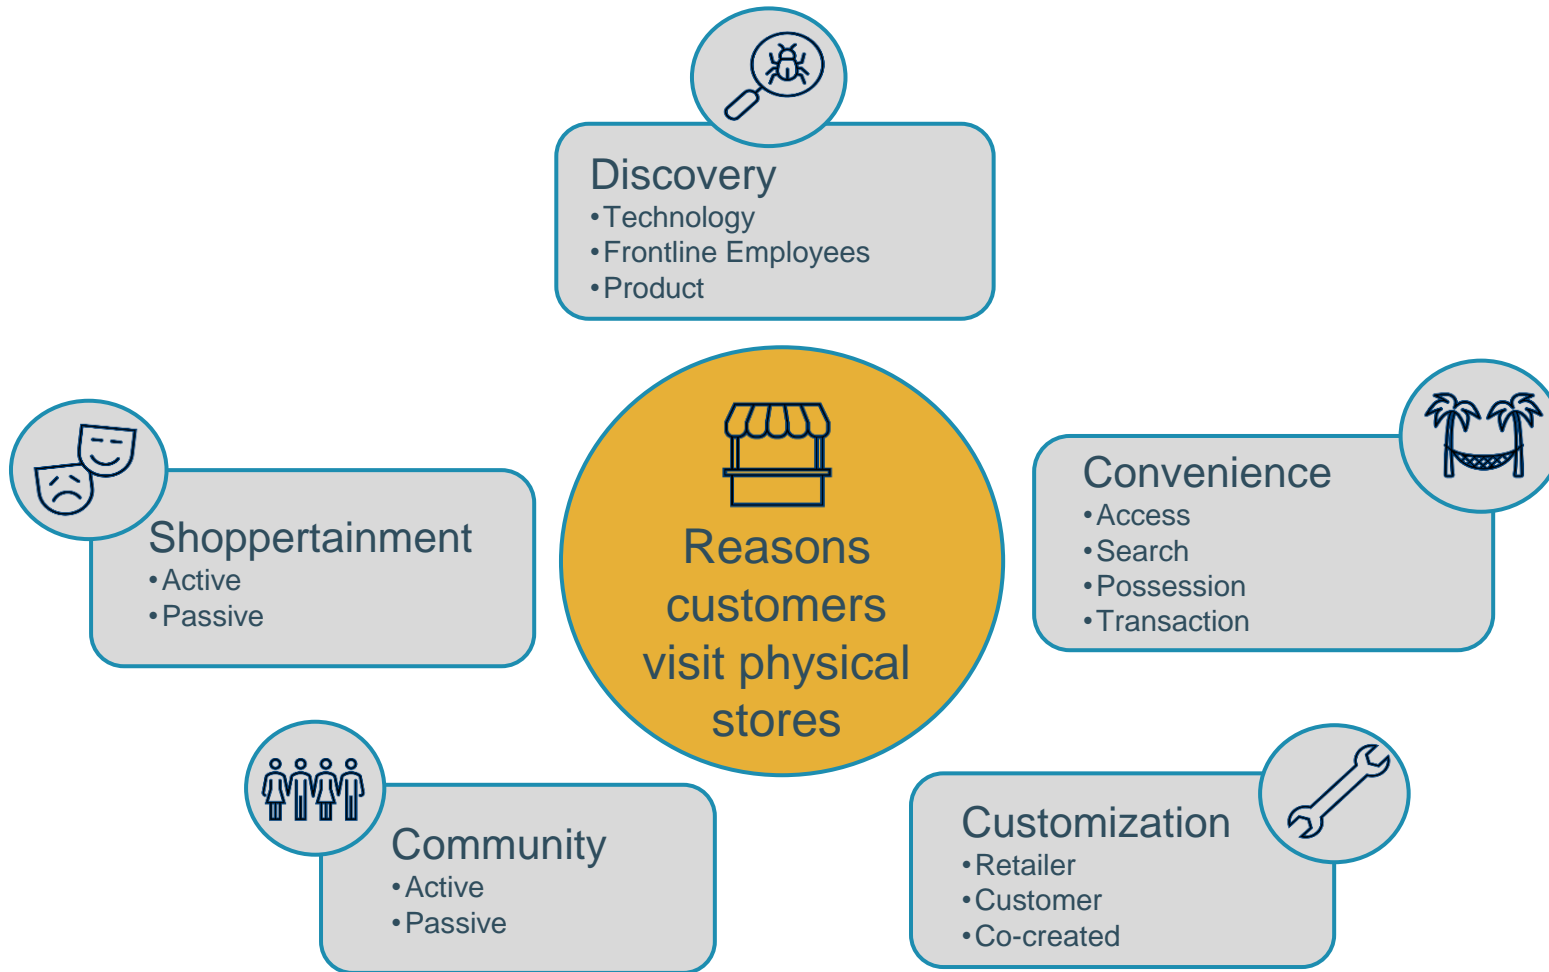 Discovery
•Technology
•Frontline Employees
•Product
Reasons
customers
visit physical
stores
Convenience
•Access
•Search
•Possession
•Transaction
Shoppertainment
•Active
•Passive
Community
•Active
•Passive
Customization
•Retailer
•Customer
•Co-created